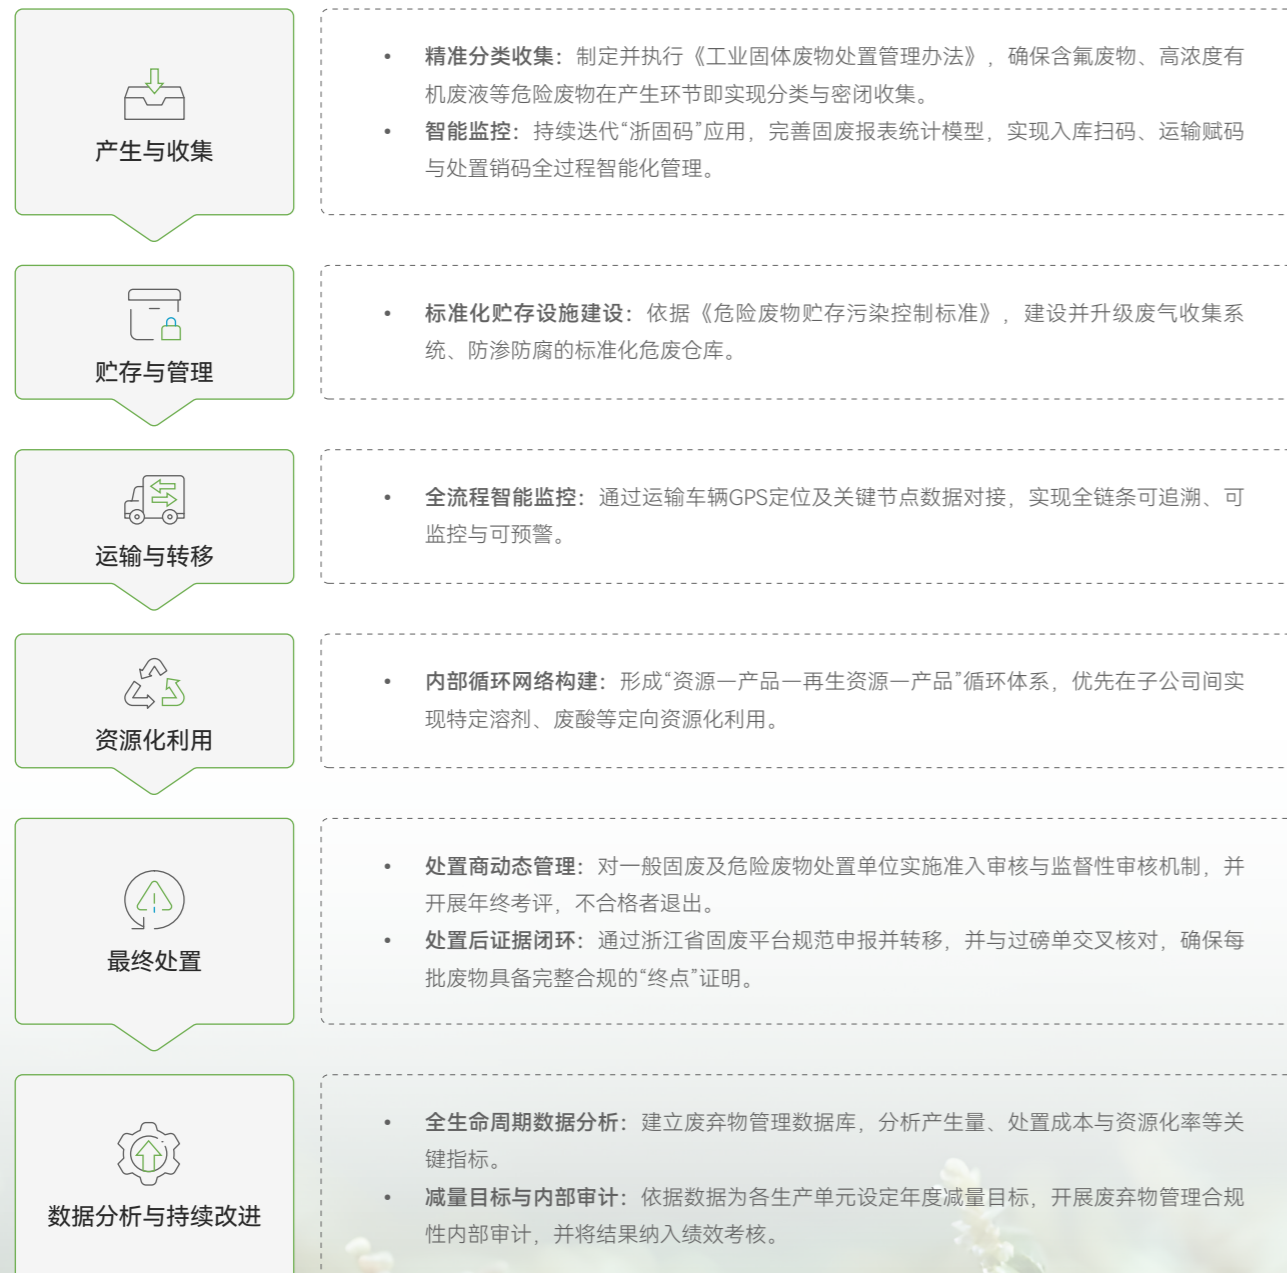 产生与收集
• 精准分类收集：制定并执行《工业固体废物处置管理办法》，确保含氟废物、高浓度有
机废液等危险废物在产生环节即实现分类与密闭收集。
• 智能监控：持续迭代“浙固码”应用，完善固废报表统计模型，实现入库扫码、运输赋码
与处置销码全过程智能化管理。
贮存与管理
• 标准化贮存设施建设：依据《危险废物贮存污染控制标准》，建设并升级废气收集系
统、防渗防腐的标准化危废仓库。
运输与转移
• 全流程智能监控：通过运输车辆GPS定位及关键节点数据对接，实现全链条可追溯、可
监控与可预警。
资源化利用
• 内部循环网络构建：形成“资源—产品—再生资源—产品”循环体系，优先在子公司间实
现特定溶剂、废酸等定向资源化利用。
最终处置
• 处置商动态管理：对一般固废及危险废物处置单位实施准入审核与监督性审核机制，并
开展年终考评，不合格者退出。
• 处置后证据闭环：通过浙江省固废平台规范申报并转移，并与过磅单交叉核对，确保每
批废物具备完整合规的“终点”证明。
数据分析与持续改进
• 全生命周期数据分析：建立废弃物管理数据库，分析产生量、处置成本与资源化率等关
键指标。
• 减量目标与内部审计：依据数据为各生产单元设定年度减量目标，开展废弃物管理合规
性内部审计，并将结果纳入绩效考核。